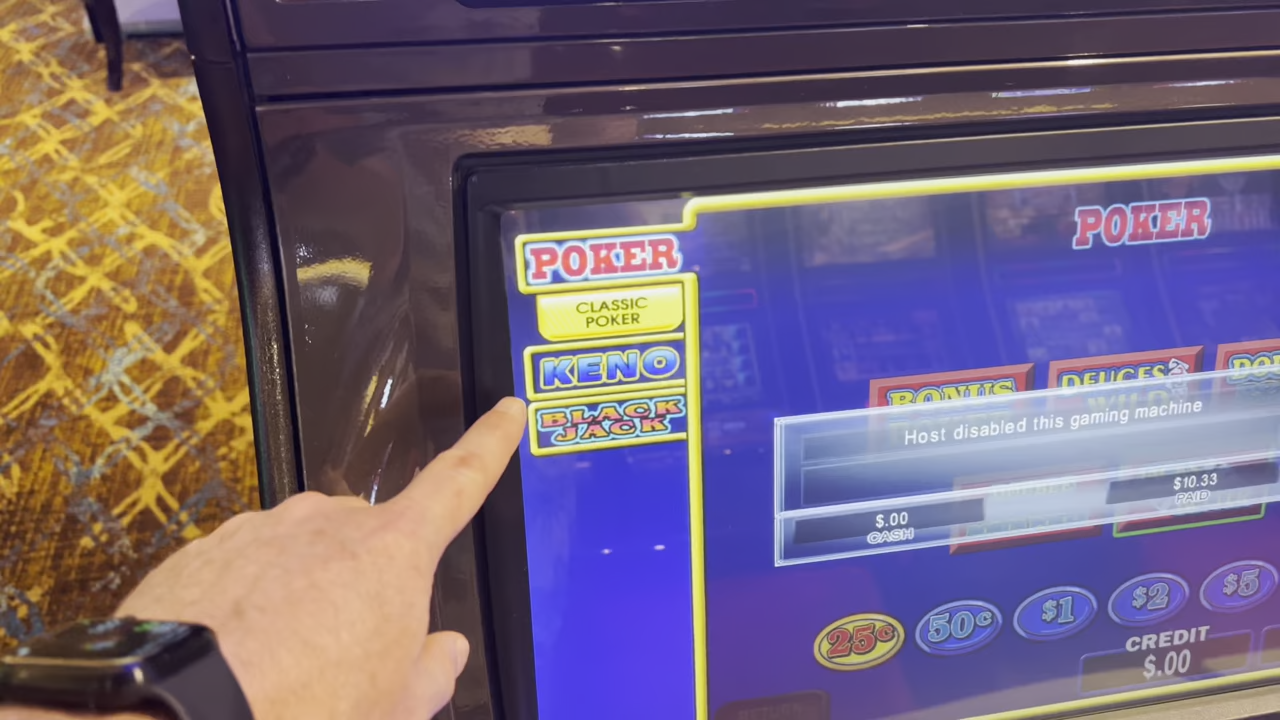 POKER
CLASSIC
POKER
KENO
BLACK
JACK
POKER
BONUS
DEUCES
WILD
Host disabled this gaming machine
$.00
CASH
$10.33
PAID
25¢
50¢
$1
$2
$5
CREDIT
$.00